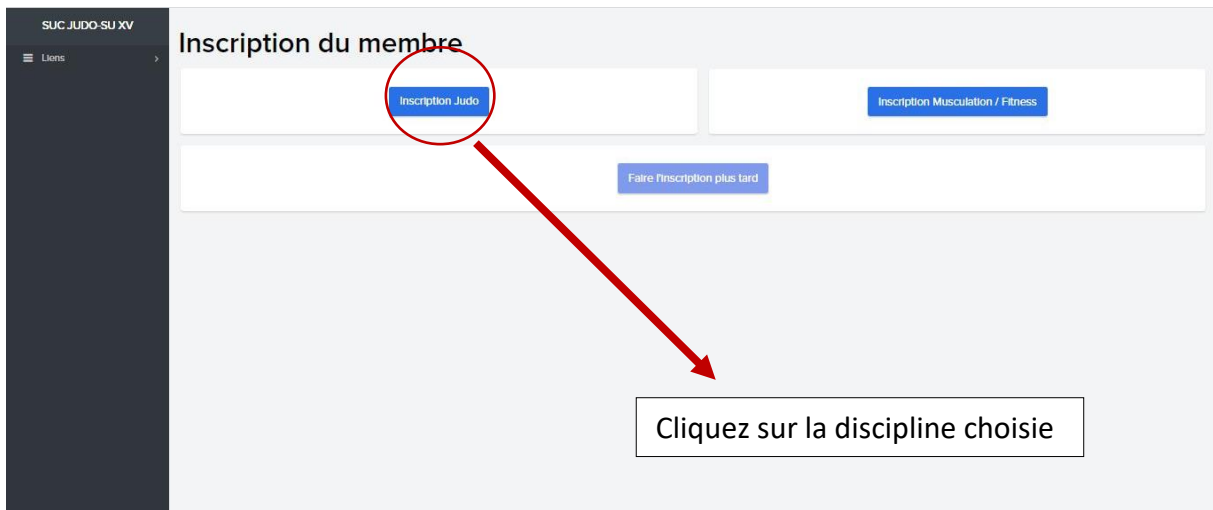 SUC JUDO-SU XV
Liens
Inscription du membre
Inscription Judo
Inscription Musculation / Fitness
Faire l'inscription plus tard
Cliquez sur la discipline choisie